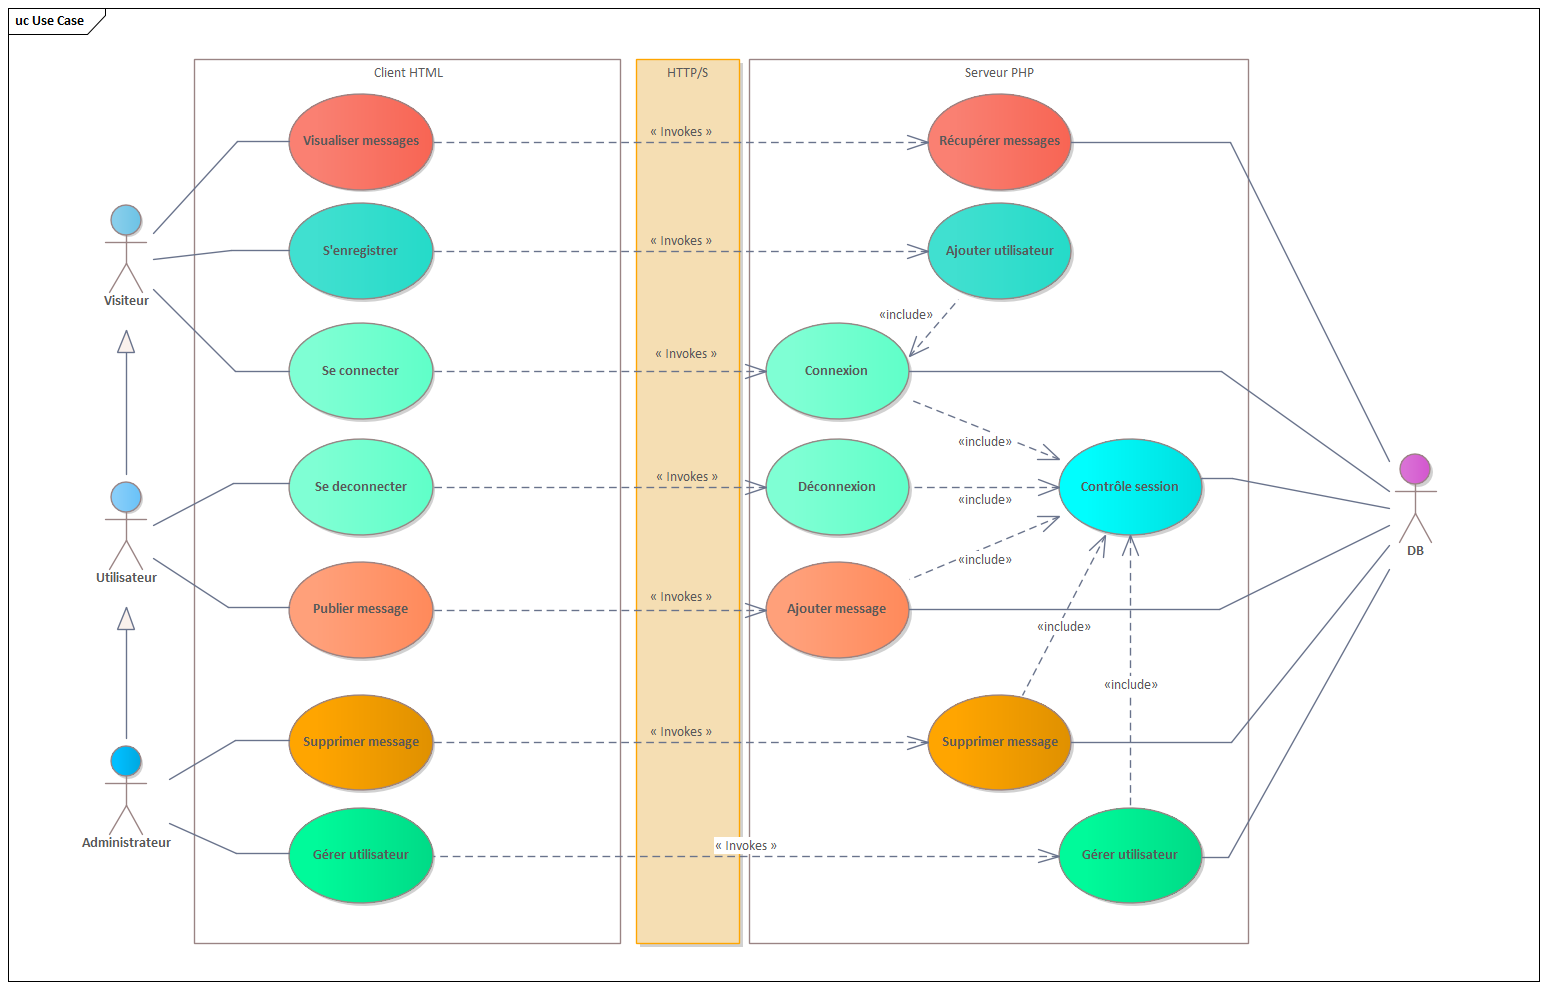 uc Use Case
Client HTML
HTTP/S
Serveur PHP
Visualiser messages
« Invokes »
Récupérer messages
S'enregistrer
« Invokes »
Ajouter utilisateur
Visiteur
«include»
Se connecter
« Invokes »
Connexion
«include»
Se deconnecter
« Invokes »
Déconnexion
«include»
Contrôle session
DB
Utilisateur
«include»
Publier message
« Invokes »
Ajouter message
«include»
«include»
Supprimer message
« Invokes »
Supprimer message
Administrateur
Gérer utilisateur
« Invokes »
Gérer utilisateur